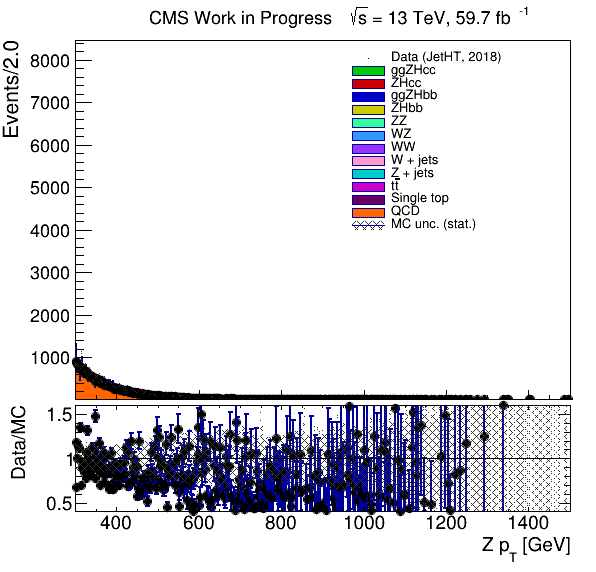 CMS Work in Progress √s = 13 TeV, 59.7 fb -1
Events/2.0
8000
7000
6000
5000
4000
3000
2000
1000
Data (JetHT, 2018)
ggZHcc
ZHcc
ggZHbb
ZHbb
ZZ
WZ
WW
W + jets
Z + jets
tt̄
Single top
QCD
MC unc. (stat.)
Data/MC
1.5
1
0.5
400 600 800 1000 1200 1400
Z pT [GeV]